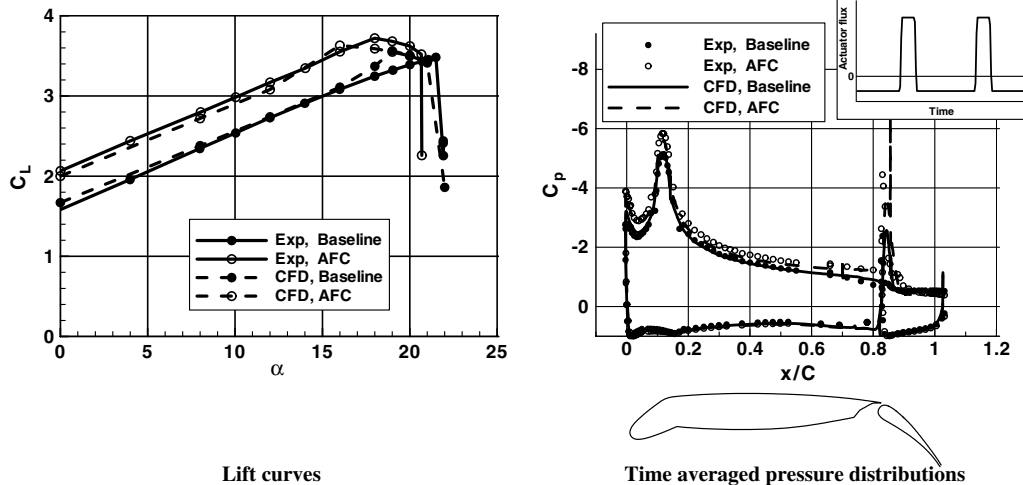 4
3
2
1
0
C_L
0
5
10
15
20
25
α
Exp, Baseline
Exp, AFC
CFD, Baseline
CFD, AFC
Lift curves
-8
-6
-4
-2
0
C_p
0
0.2
0.4
0.6
0.8
1
1.2
x/C
Exp, Baseline
Exp, AFC
CFD, Baseline
CFD, AFC
Actuator flux
0
Time
Time averaged pressure distributions